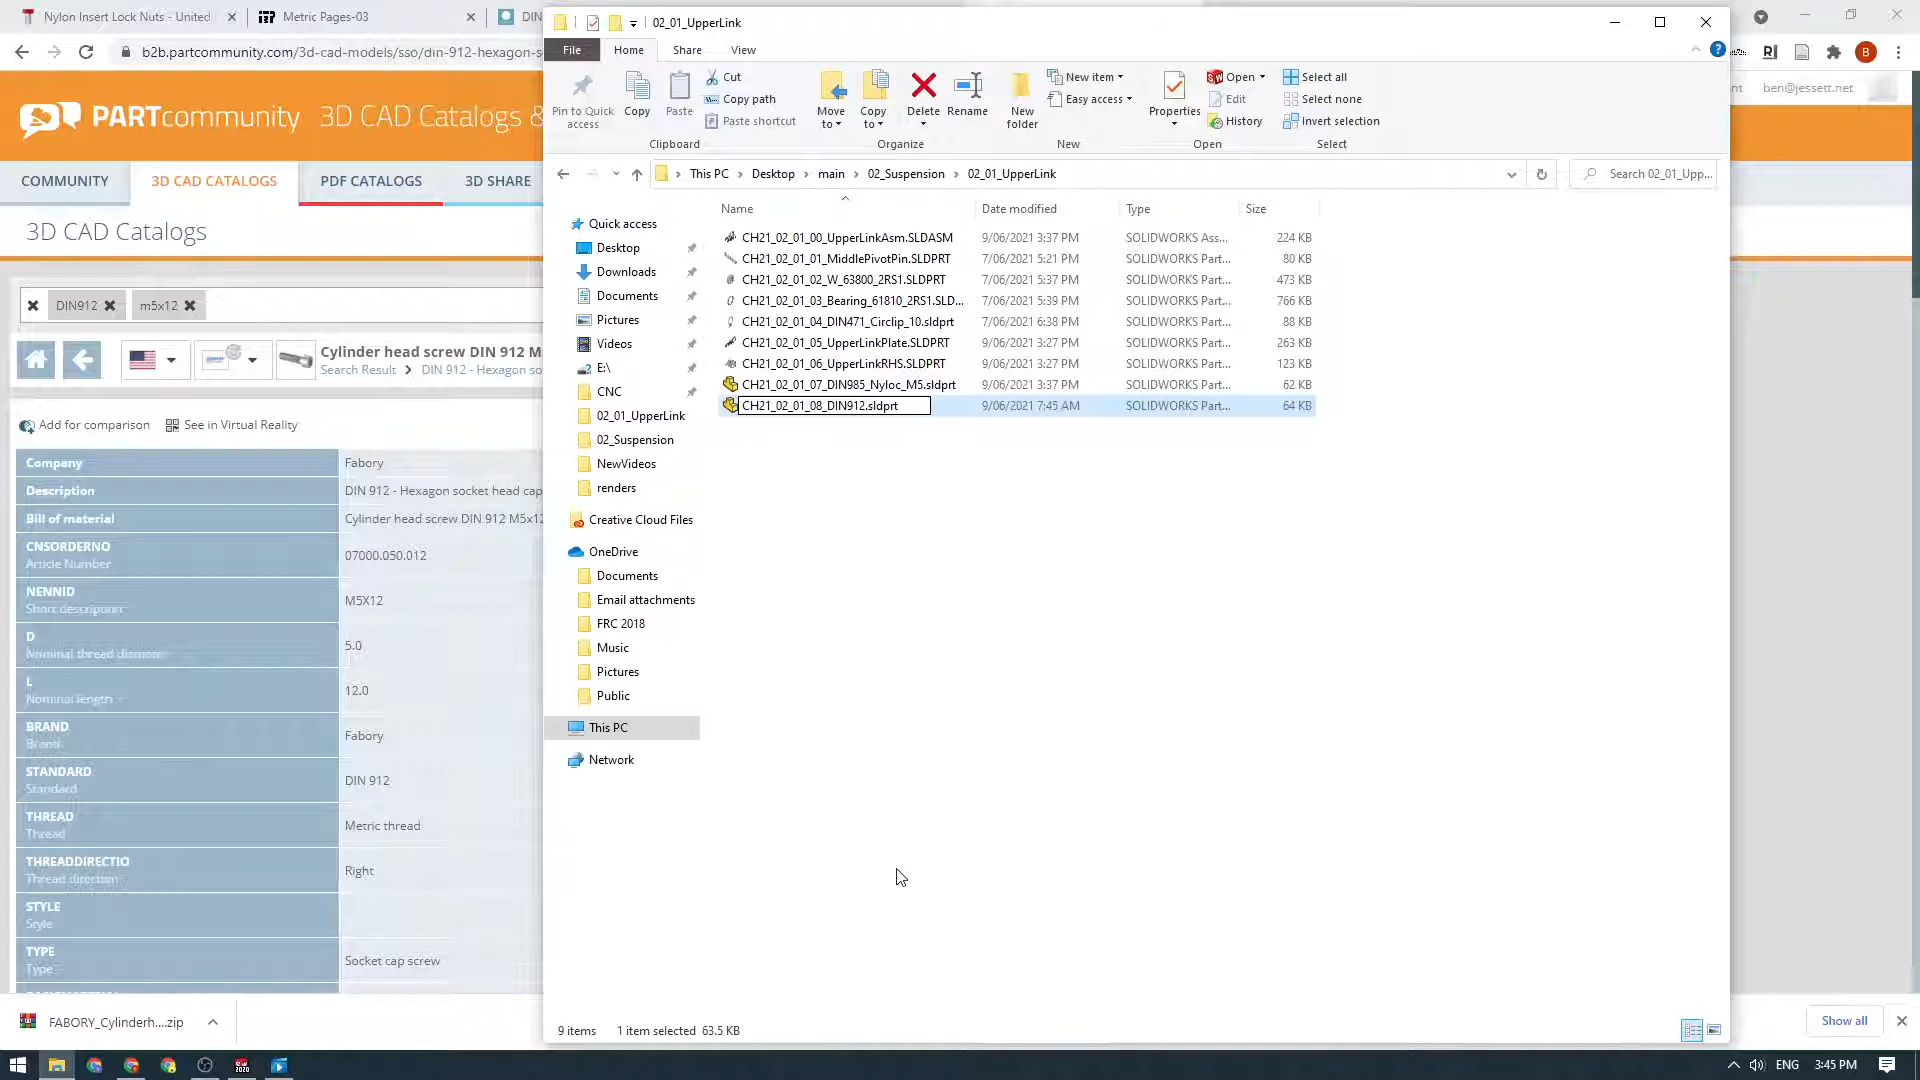 Nylon Insert Lock Nuts - United
Metric Pages-03
DIN
b2b.partcommunity.com/3d-cad-models/sso/din-912-hexagon-s
ben@jessett.net
PARTcommunity
3D CAD Catalogs &
COMMUNITY
3D CAD CATALOGS
PDF CATALOGS
3D SHARE
3D CAD Catalogs
DIN912
m5x12
Cylinder head screw DIN 912 M
Search Result
DIN 912 - Hexagon so
Add for comparison
See in Virtual Reality
Company
Fabory
Description
DIN 912 - Hexagon socket head cap
Bill of material
Cylinder head screw DIN 912 M5x12
CNSORDERNO
Article Number
07000.050.012
NENNID
Short description
M5X12
D
Nominal thread diameter
5.0
L
Nominal length
12.0
BRAND
Brand
Fabory
STANDARD
Standard
DIN 912
THREAD
Thread
Metric thread
THREADDIRECTIO
Thread direction
Right
STYLE
Style
TYPE
Type
Socket cap screw
FABORY_Cylinderh....zip
Show all
02_01_UpperLink
File
Home
Share
View
Pin to Quick
access
Copy
Paste
Cut
Copy path
Paste shortcut
Clipboard
Move
to
Copy
to
Delete
Rename
Organize
New
folder
New item
Easy access
New
Properties
Open
Edit
History
Open
Select all
Select none
Invert selection
Select
This PC
Desktop
main
02_Suspension
02_01_UpperLink
Search 02_01_Upp...
Name
Date modified
Type
Size
Quick access
Desktop
Downloads
Documents
Pictures
Videos
E:\
CNC
02_01_UpperLink
02_Suspension
NewVideos
renders
Creative Cloud Files
OneDrive
Documents
Email attachments
FRC 2018
Music
Pictures
Public
This PC
Network
CH21_02_01_00_UpperLinkAsm.SLDASM 9/06/2021 3:37 PM SOLIDWORKS Ass... 224 KB
CH21_02_01_01_MiddlePivotPin.SLDPRT 7/06/2021 5:21 PM SOLIDWORKS Part... 80 KB
CH21_02_01_02_W_63800_2RS1.SLDPRT 7/06/2021 5:37 PM SOLIDWORKS Part... 473 KB
CH21_02_01_03_Bearing_61810_2RS1.SLD... 7/06/2021 5:39 PM SOLIDWORKS Part... 766 KB
CH21_02_01_04_DIN471_Circlip_10.sldprt 7/06/2021 6:38 PM SOLIDWORKS Part... 88 KB
CH21_02_01_05_UpperLinkPlate.SLDPRT 9/06/2021 3:27 PM SOLIDWORKS Part... 263 KB
CH21_02_01_06_UpperLinkRHS.SLDPRT 9/06/2021 3:27 PM SOLIDWORKS Part... 123 KB
CH21_02_01_07_DIN985_Nyloc_M5.sldprt 9/06/2021 3:37 PM SOLIDWORKS Part... 62 KB
CH21_02_01_08_DIN912.sldprt 9/06/2021 7:45 AM SOLIDWORKS Part... 64 KB
9 items
1 item selected 63.5 KB
ENG
3:45 PM